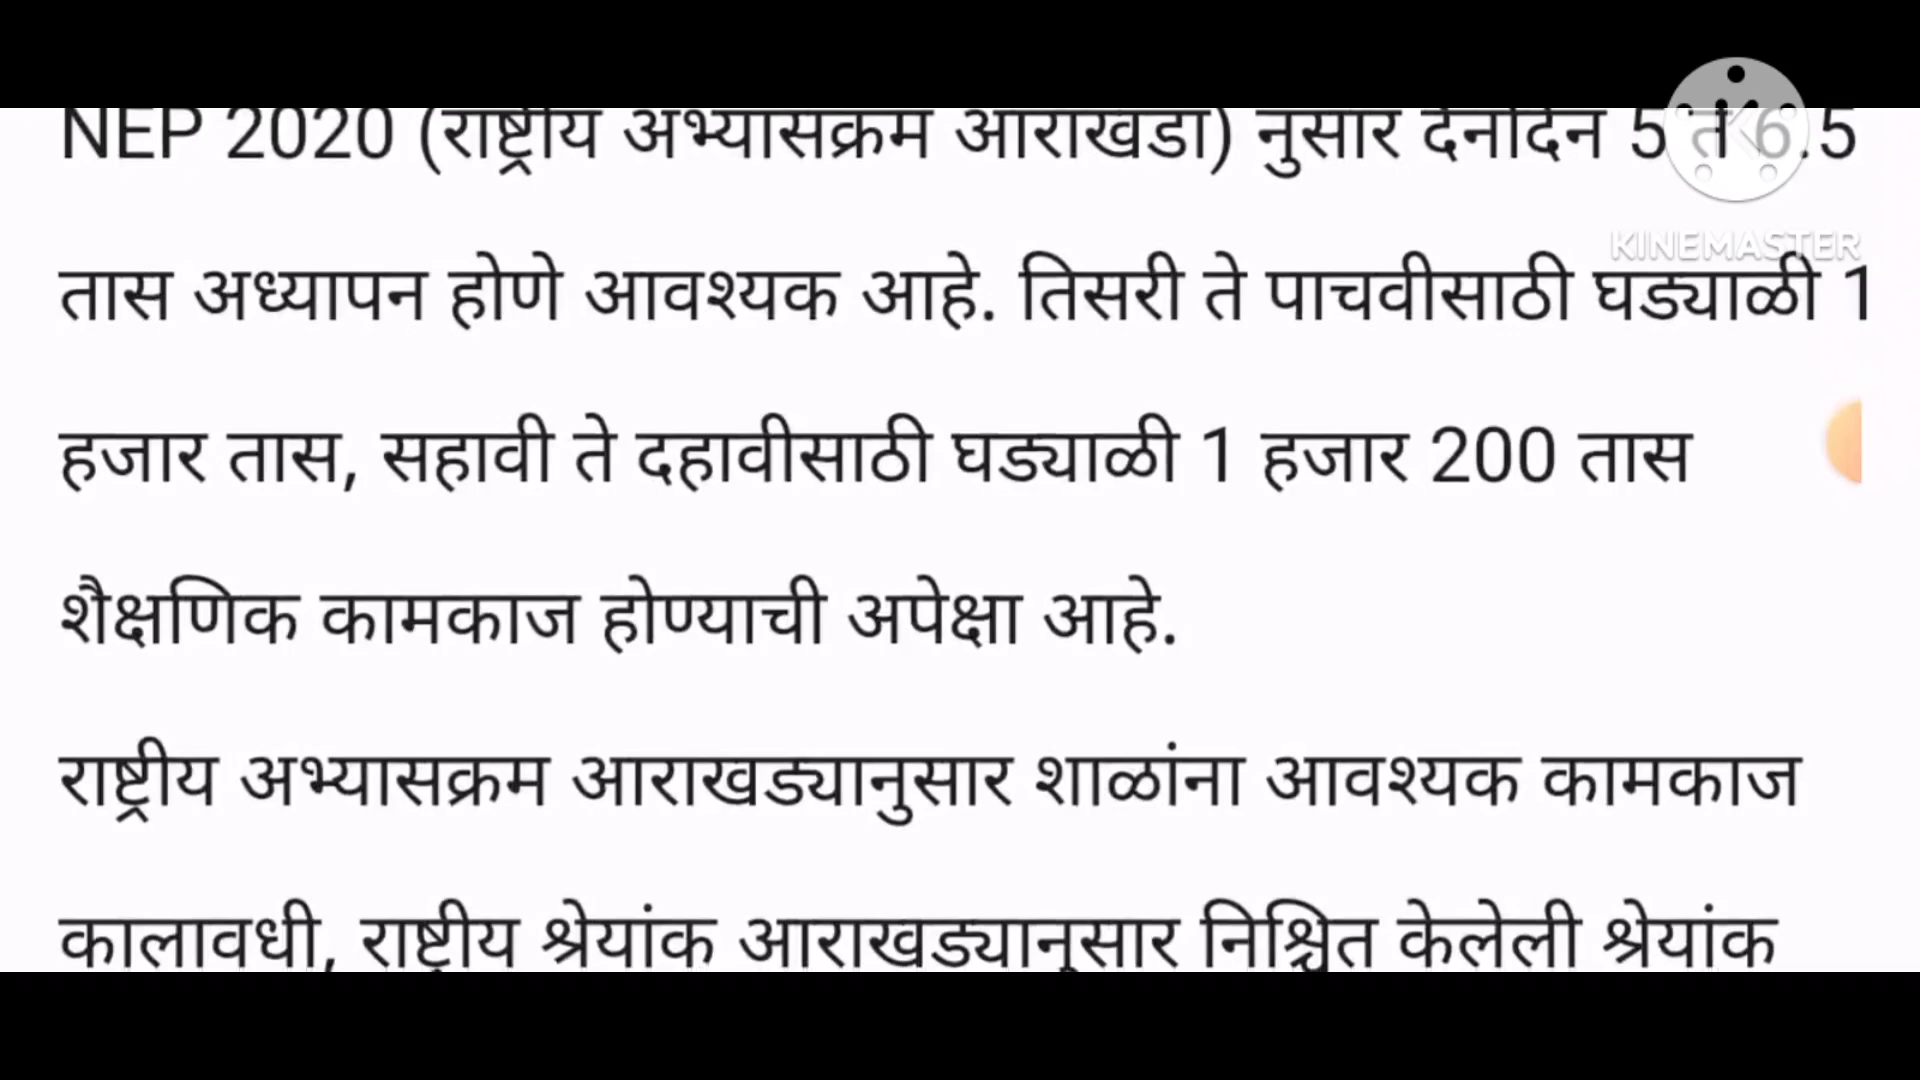 NEP 2020 (राष्ट्रीय अभ्यासक्रम आराखडा) नुसार दैनंदिन 5 ते 6.5
KINEMASTER
तास अध्यापन होणे आवश्यक आहे. तिसरी ते पाचवीसाठी घड्याळी 1
हजार तास, सहावी ते दहावीसाठी घड्याळी 1 हजार 200 तास
शैक्षणिक कामकाज होण्याची अपेक्षा आहे.
राष्ट्रीय अभ्यासक्रम आराखड्यानुसार शाळांना आवश्यक कामकाज
कालावधी, राष्ट्रीय श्रेयांक आराखड्यानुसार निश्चित केलेली श्रेयांक